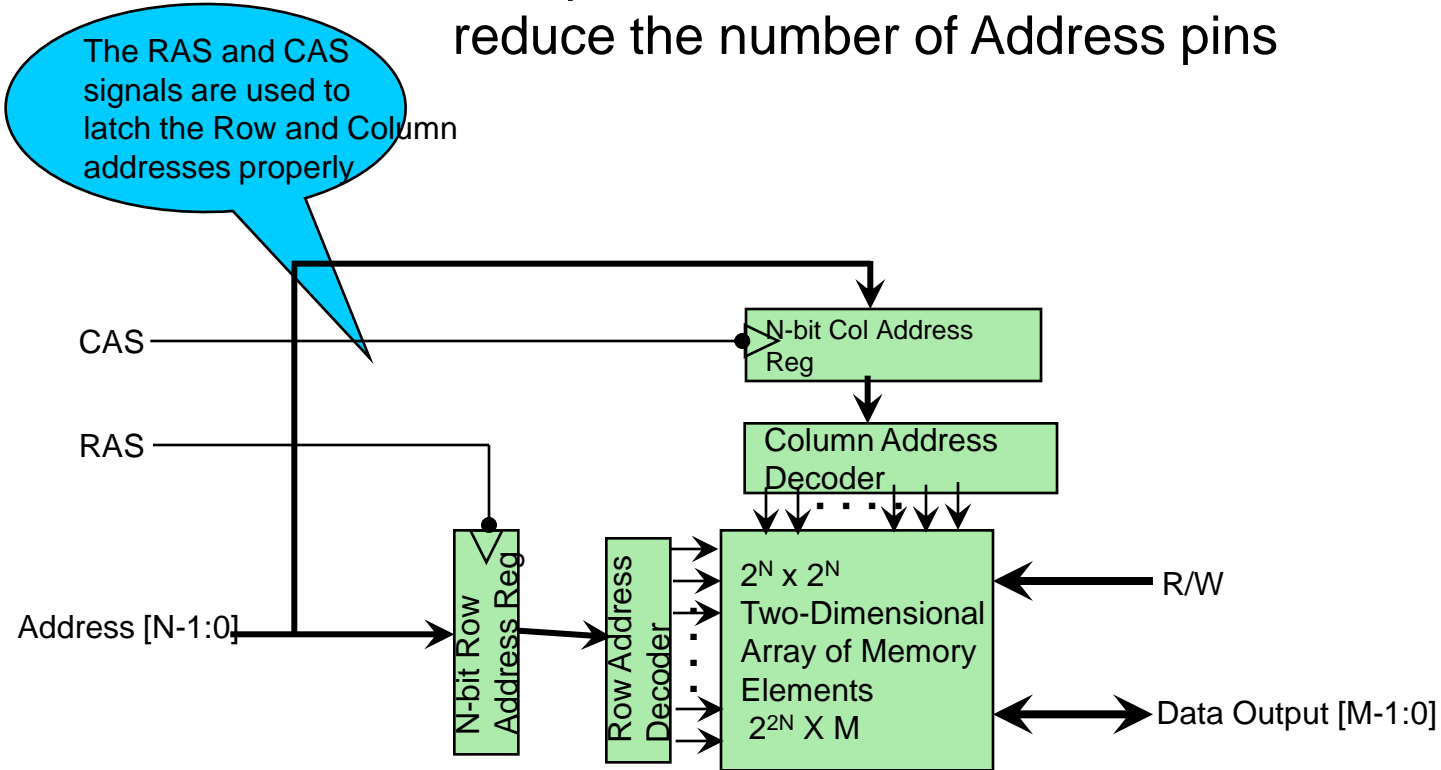 reduce the number of Address pins
The RAS and CAS
signals are used to
latch the Row and Column
addresses properly
CAS
N-bit Col Address
Reg
RAS
Column Address
Decoder
. . . .
Address [N-1:0]
N-bit Row
Address Reg
Row Address
Decoder
2ᴺ x 2ᴺ
Two-Dimensional
Array of Memory
Elements
2²ᴺ X M
R/W
Data Output [M-1:0]